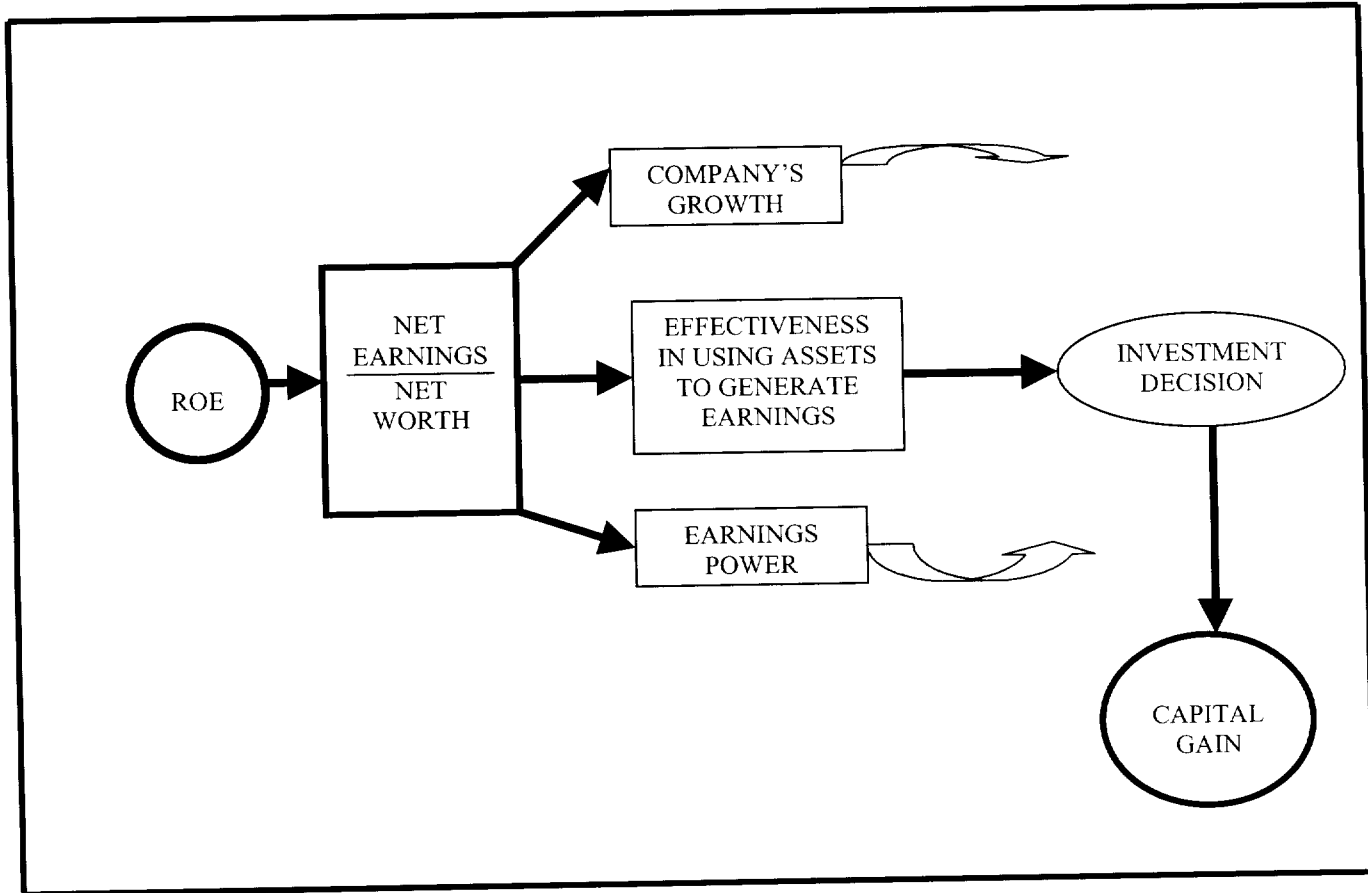 ROE
NET
EARNINGS
NET
WORTH
COMPANY'S
GROWTH
EFFECTIVENESS
IN USING ASSETS
TO GENERATE
EARNINGS
EARNINGS
POWER
INVESTMENT
DECISION
CAPITAL
GAIN